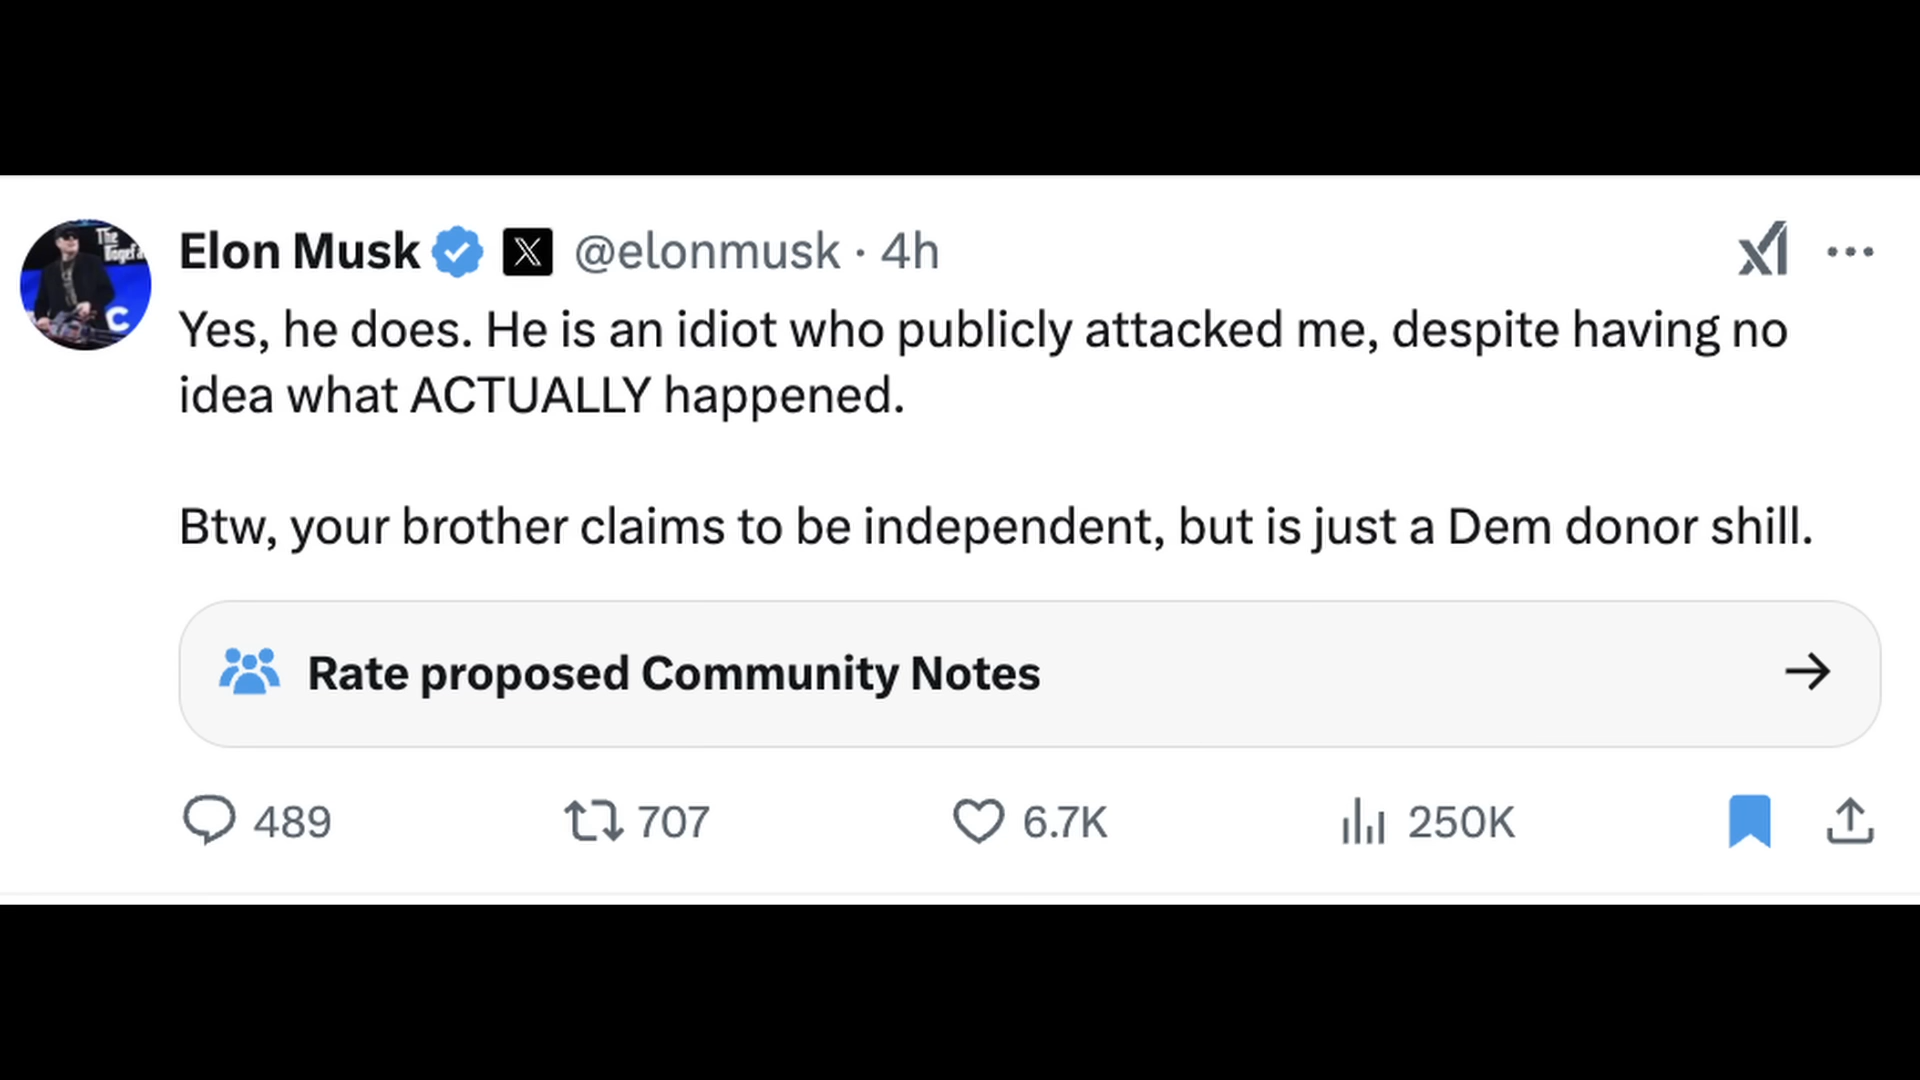 The
Dogefa
C
Elon Musk X @elonmusk · 4h
Yes, he does. He is an idiot who publicly attacked me, despite having no
idea what ACTUALLY happened.
Btw, your brother claims to be independent, but is just a Dem donor shill.
Rate proposed Community Notes
489 707 6.7K 250K